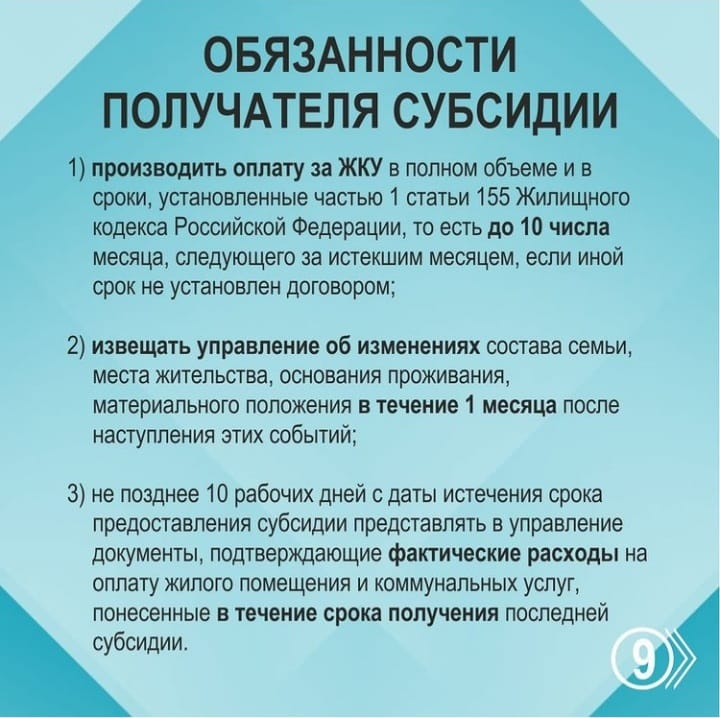 ОБЯЗАННОСТИ
ПОЛУЧАТЕЛЯ СУБСИДИИ
1) производить оплату за ЖКУ в полном объеме и в
сроки, установленные частью 1 статьи 155 Жилищного
кодекса Российской Федерации, то есть до 10 числа
месяца, следующего за истекшим месяцем, если иной
срок не установлен договором;
2) извещать управление об изменениях состава семьи,
места жительства, основания проживания,
материального положения в течение 1 месяца после
наступления этих событий;
3) не позднее 10 рабочих дней с даты истечения срока
предоставления субсидии представлять в управление
документы, подтверждающие фактические расходы на
оплату жилого помещения и коммунальных услуг,
понесенные в течение срока получения последней
субсидии.
9